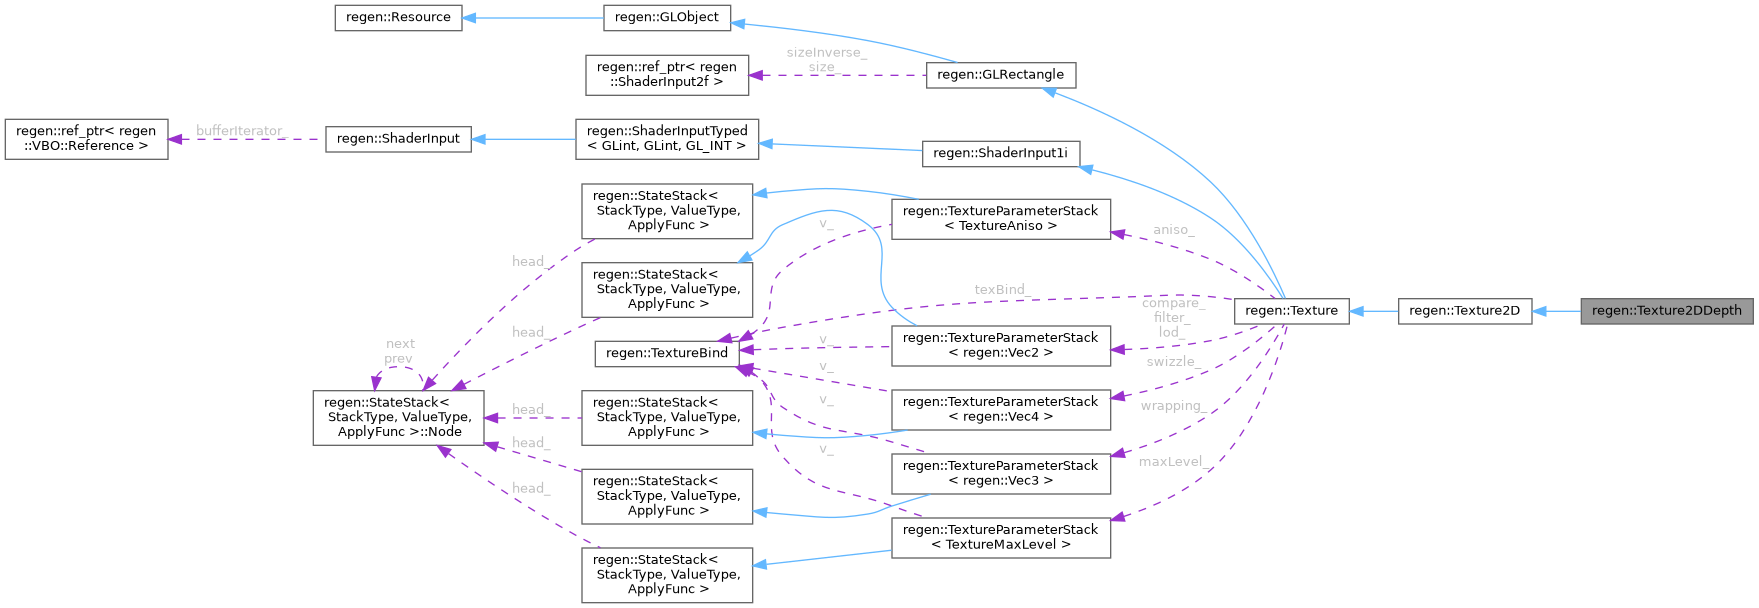 regen::Resource
regen::GLObject
sizeInverse_
size_
regen::ref_ptr< regen
::ShaderInput2f >
regen::GLRectangle
regen::ref_ptr< regen
::VBO::Reference >
bufferIterator_
regen::ShaderInput
regen::ShaderInputTyped
< GLint, GLint, GL_INT >
regen::ShaderInput1i
regen::StateStack<
StackType, ValueType,
ApplyFunc >
regen::TextureParameterStack
< TextureAniso >
v_
aniso_
head_
regen::StateStack<
StackType, ValueType,
ApplyFunc >
texBind_
compare_
filter_
lod_
regen::Texture
regen::Texture2D
regen::Texture2DDepth
head_
next
prev
regen::TextureBind
v_
regen::TextureParameterStack
< regen::Vec2 >
v_
swizzle_
regen::StateStack<
StackType, ValueType,
ApplyFunc >::Node
head_
regen::StateStack<
StackType, ValueType,
ApplyFunc >
v_
regen::TextureParameterStack
< regen::Vec4 >
wrapping_
head_
v_
regen::TextureParameterStack
< regen::Vec3 >
maxLevel_
head_
regen::StateStack<
StackType, ValueType,
ApplyFunc >
regen::TextureParameterStack
< TextureMaxLevel >
regen::StateStack<
StackType, ValueType,
ApplyFunc >